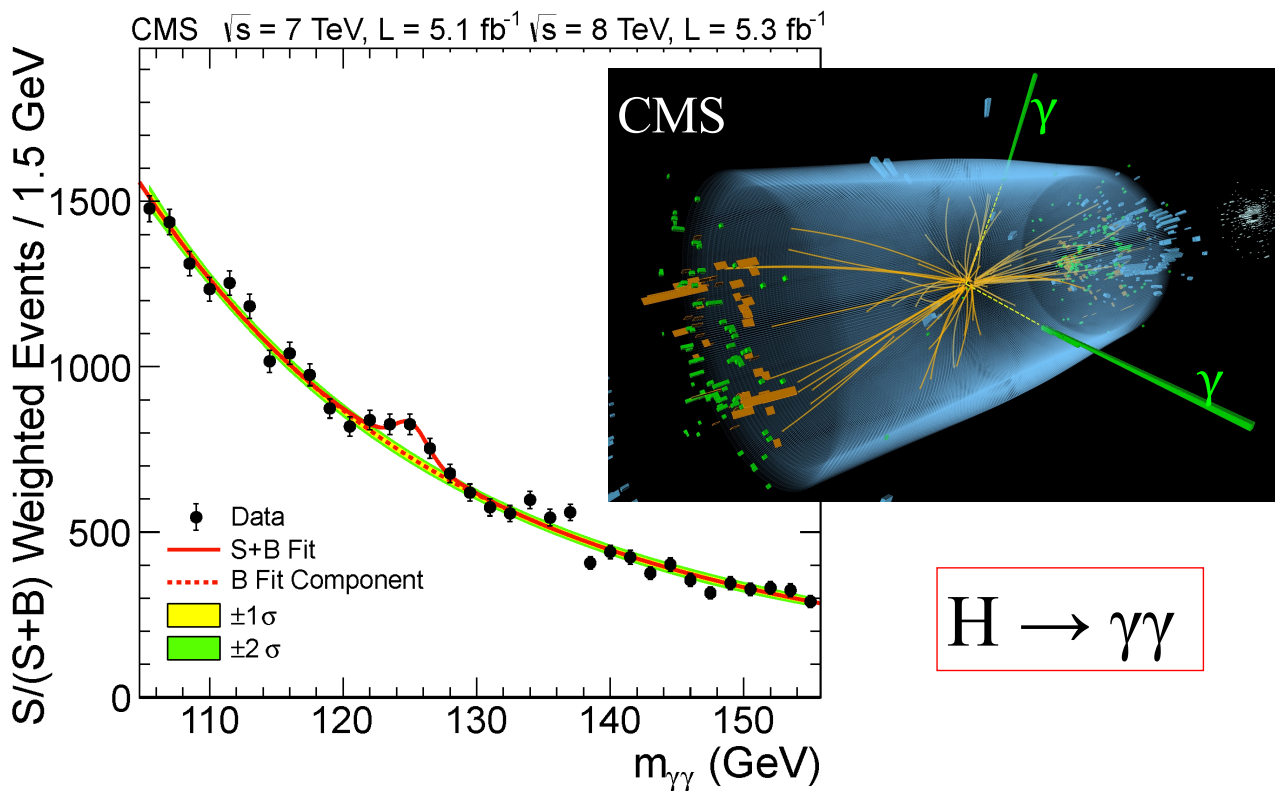 CMS √s = 7 TeV, L = 5.1 fb⁻¹ √s = 8 TeV, L = 5.3 fb⁻¹
S/(S+B) Weighted Events / 1.5 GeV
1500
1000
500
0
Data
S+B Fit
B Fit Component
±1σ
±2 σ
110 120 130 140 150
mγγ (GeV)
CMS
γ
γ
H → γγ